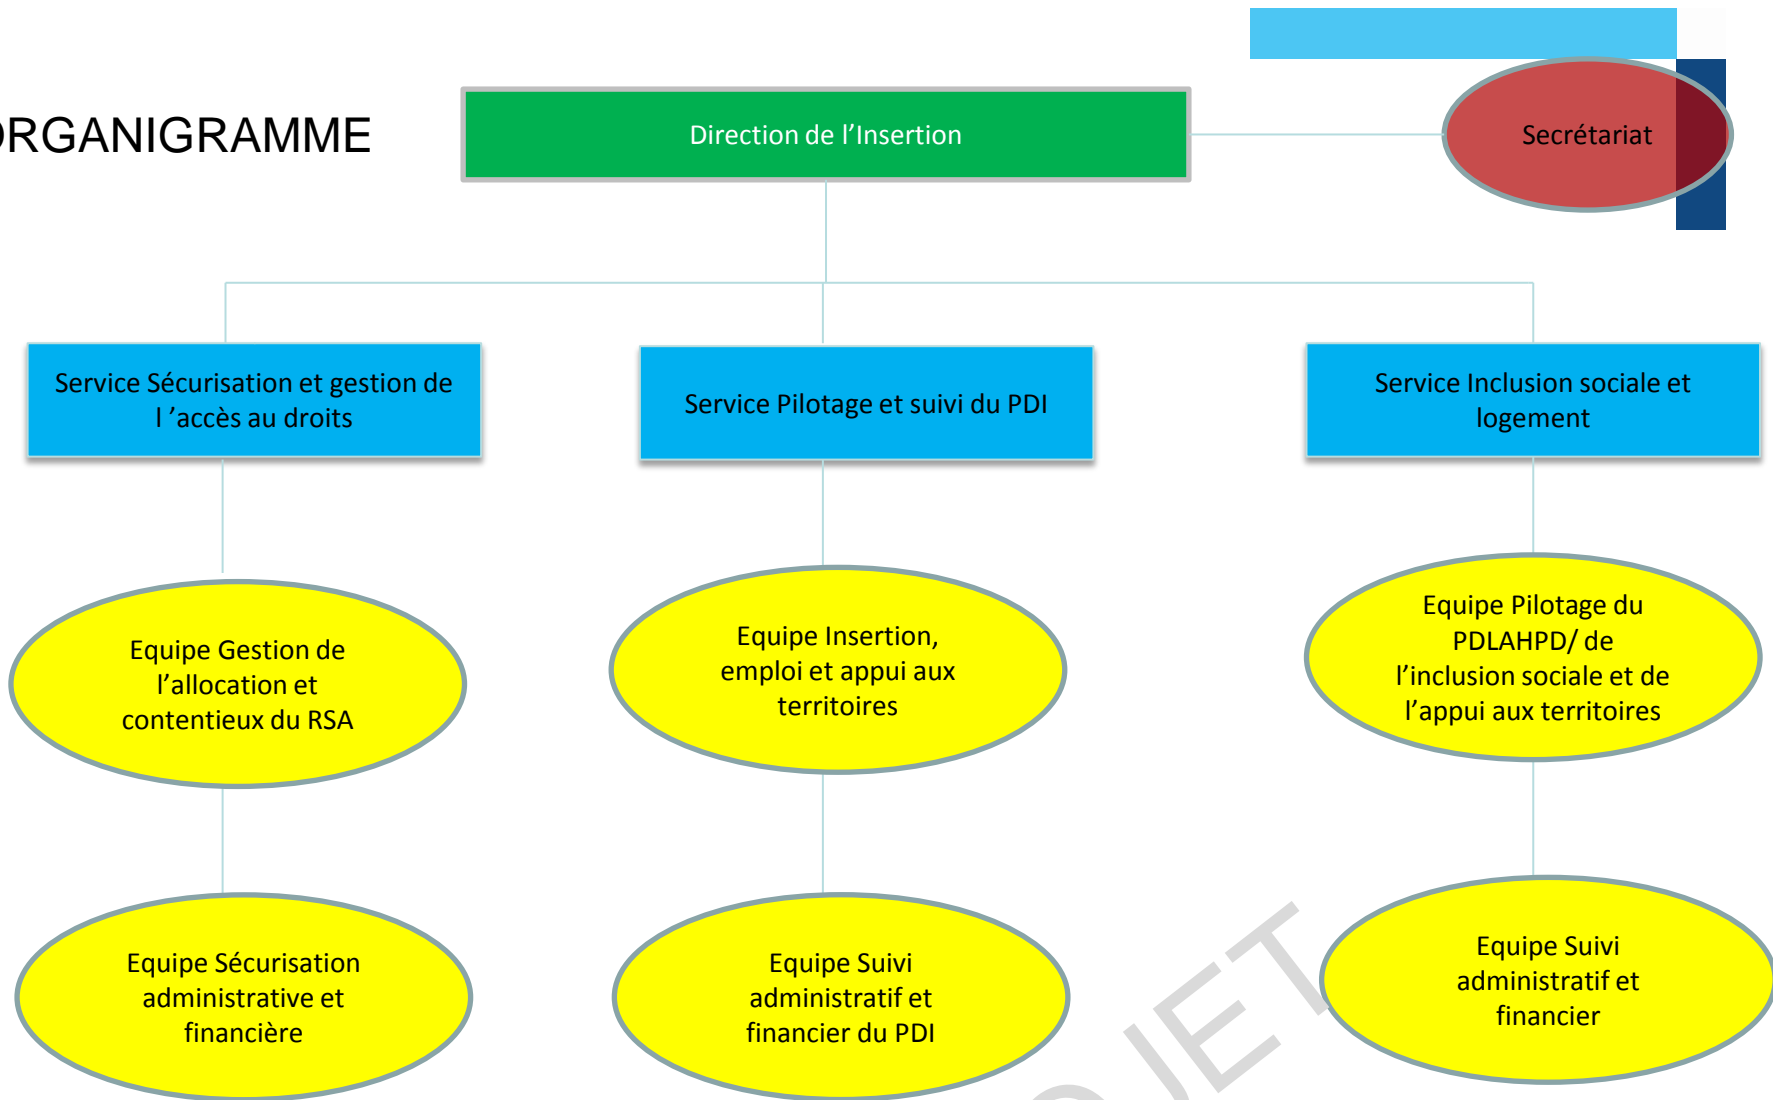 ORGANIGRAMME
Direction de l’Insertion
Secrétariat
Service Sécurisation et gestion de
l ’accès au droits
Service Pilotage et suivi du PDI
Service Inclusion sociale et
logement
Equipe Gestion de
l’allocation et
contentieux du RSA
Equipe Insertion,
emploi et appui aux
territoires
Equipe Pilotage du
PDLAHPD/ de
l’inclusion sociale et de
l’appui aux territoires
Equipe Sécurisation
administrative et
financière
Equipe Suivi
administratif et
financier du PDI
Equipe Suivi
administratif et
financier